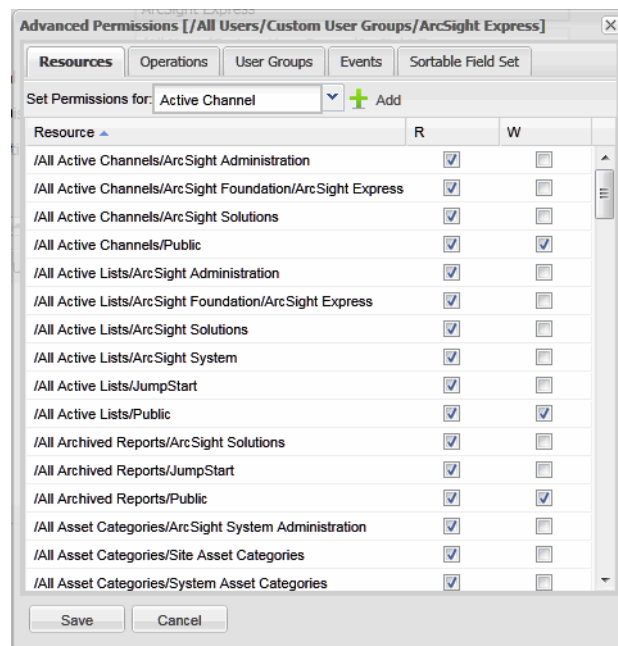 ArcSight Express
Advanced Permissions [/All Users/Custom User Groups/ArcSight Express]
Resources Operations User Groups Events Sortable Field Set
Set Permissions for: Active Channel Add
Resource R W
/All Active Channels/ArcSight Administration
/All Active Channels/ArcSight Foundation/ArcSight Express
/All Active Channels/ArcSight Solutions
/All Active Channels/Public
/All Active Lists/ArcSight Administration
/All Active Lists/ArcSight Foundation/ArcSight Express
/All Active Lists/ArcSight Solutions
/All Active Lists/ArcSight System
/All Active Lists/JumpStart
/All Active Lists/Public
/All Archived Reports/ArcSight Solutions
/All Archived Reports/JumpStart
/All Archived Reports/Public
/All Asset Categories/ArcSight System Administration
/All Asset Categories/Site Asset Categories
/All Asset Categories/System Asset Categories
Save Cancel